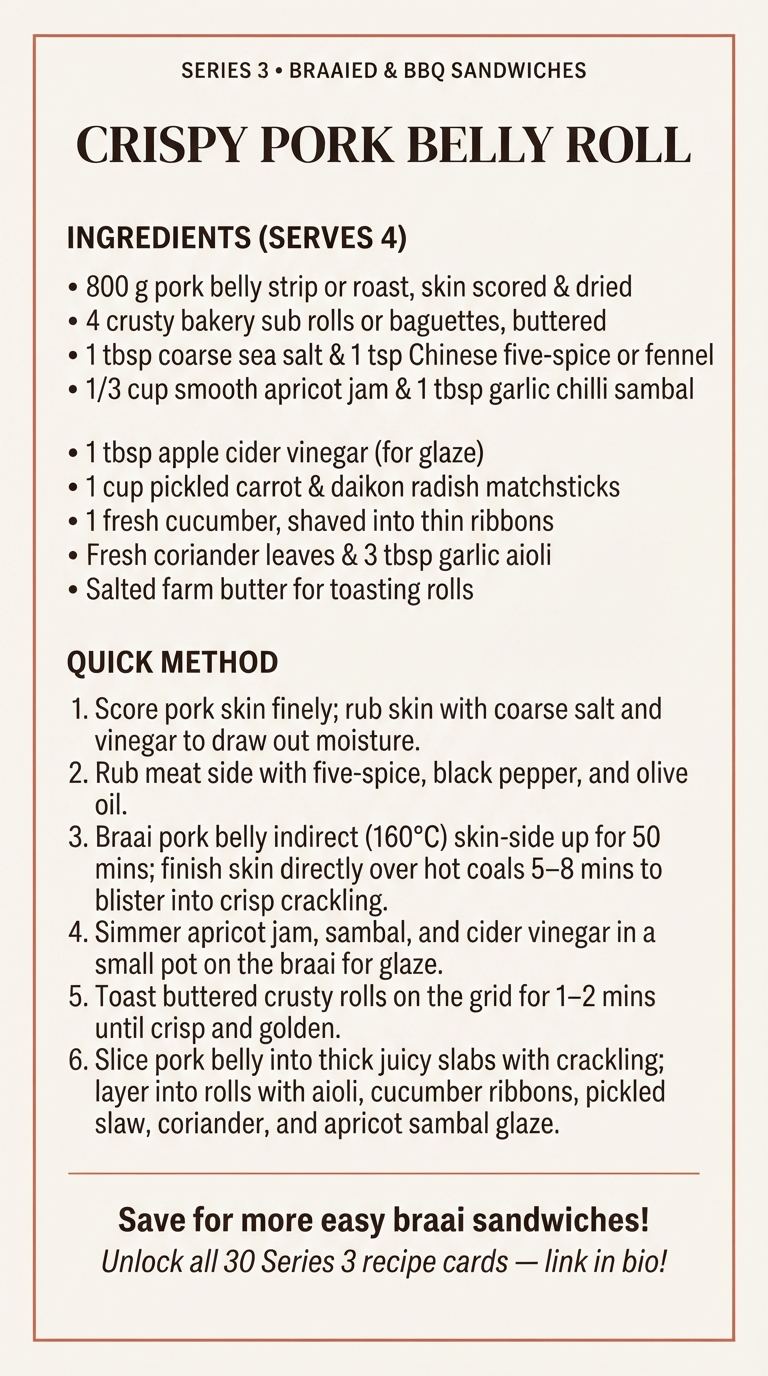 SERIES 3 • BRAAIED & BBQ SANDWICHES
CRISPY PORK BELLY ROLL
INGREDIENTS (SERVES 4)
• 800 g pork belly strip or roast, skin scored & dried
• 4 crusty bakery sub rolls or baguettes, buttered
• 1 tbsp coarse sea salt & 1 tsp Chinese five-spice or fennel
• 1/3 cup smooth apricot jam & 1 tbsp garlic chilli sambal
• 1 tbsp apple cider vinegar (for glaze)
• 1 cup pickled carrot & daikon radish matchsticks
• 1 fresh cucumber, shaved into thin ribbons
• Fresh coriander leaves & 3 tbsp garlic aioli
• Salted farm butter for toasting rolls
QUICK METHOD
1. Score pork skin finely; rub skin with coarse salt and
vinegar to draw out moisture.
2. Rub meat side with five-spice, black pepper, and olive
oil.
3. Braai pork belly indirect (160°C) skin-side up for 50
mins; finish skin directly over hot coals 5–8 mins to
blister into crisp crackling.
4. Simmer apricot jam, sambal, and cider vinegar in a
small pot on the braai for glaze.
5. Toast buttered crusty rolls on the grid for 1–2 mins
until crisp and golden.
6. Slice pork belly into thick juicy slabs with crackling;
layer into rolls with aioli, cucumber ribbons, pickled
slaw, coriander, and apricot sambal glaze.
Save for more easy braai sandwiches!
Unlock all 30 Series 3 recipe cards — link in bio!